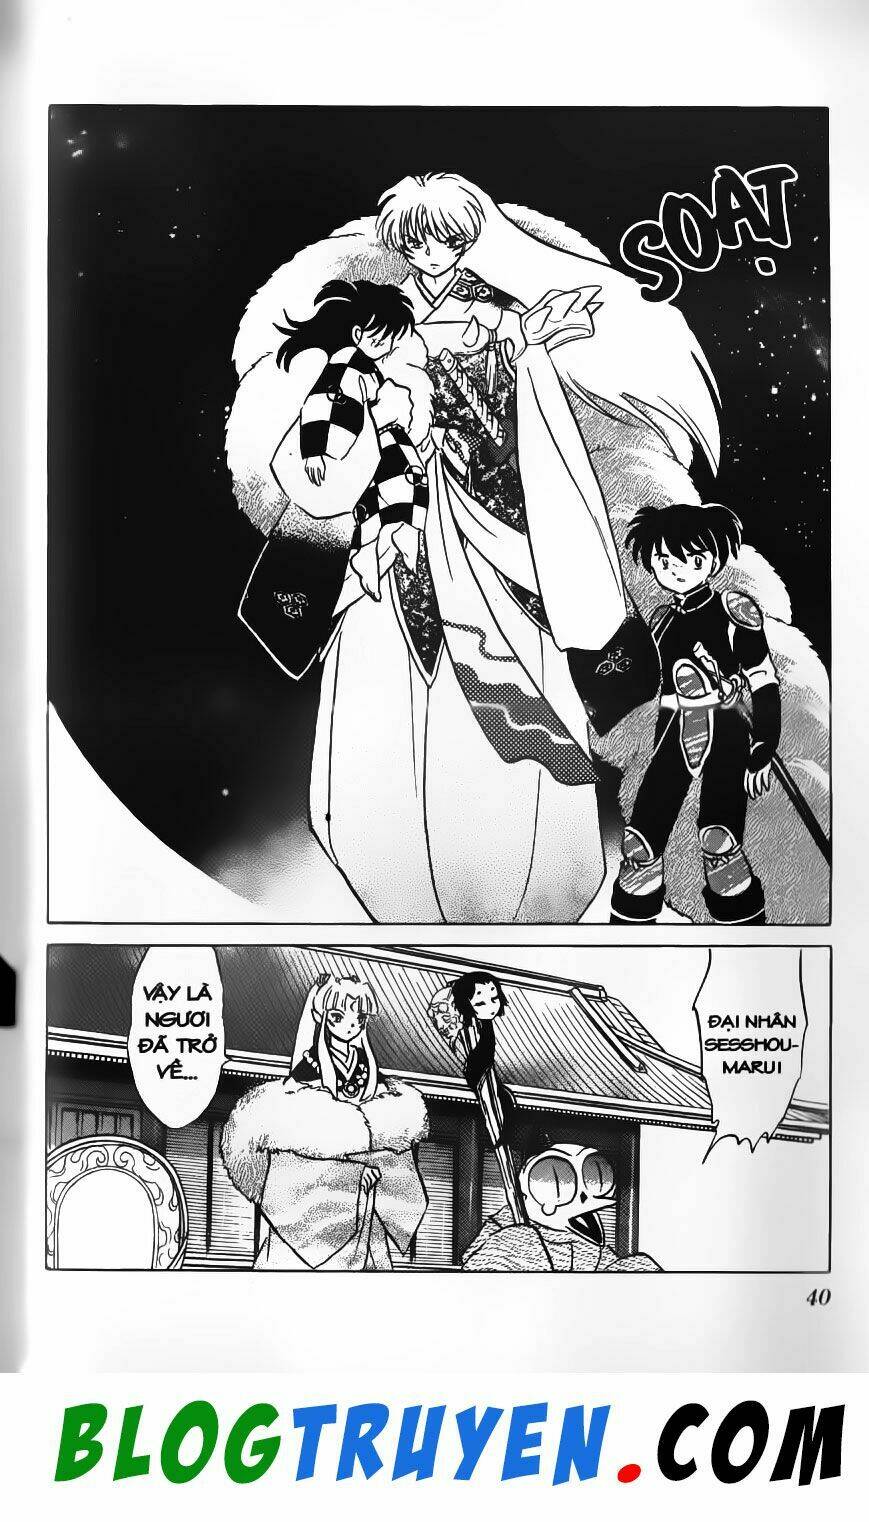 SOẠT
ĐẠI NHÂN
SESSHOU-
MARU!
VẬY LÀ
NGƯƠI
ĐÃ TRỞ
VỀ...
40
BLOGTRUYEN.COM